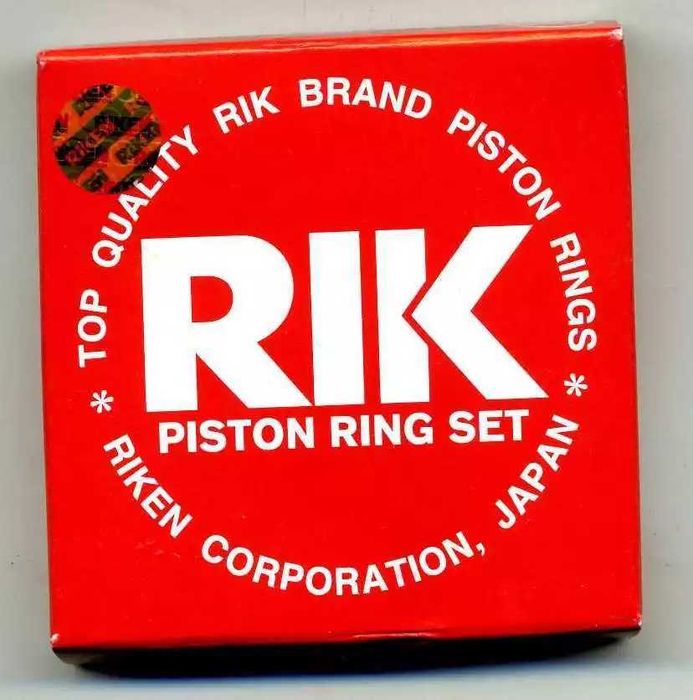 TOP QUALITY RIK BRAND PISTON RINGS
RIK
PISTON RING SET
* RIKEN CORPORATION, JAPAN *